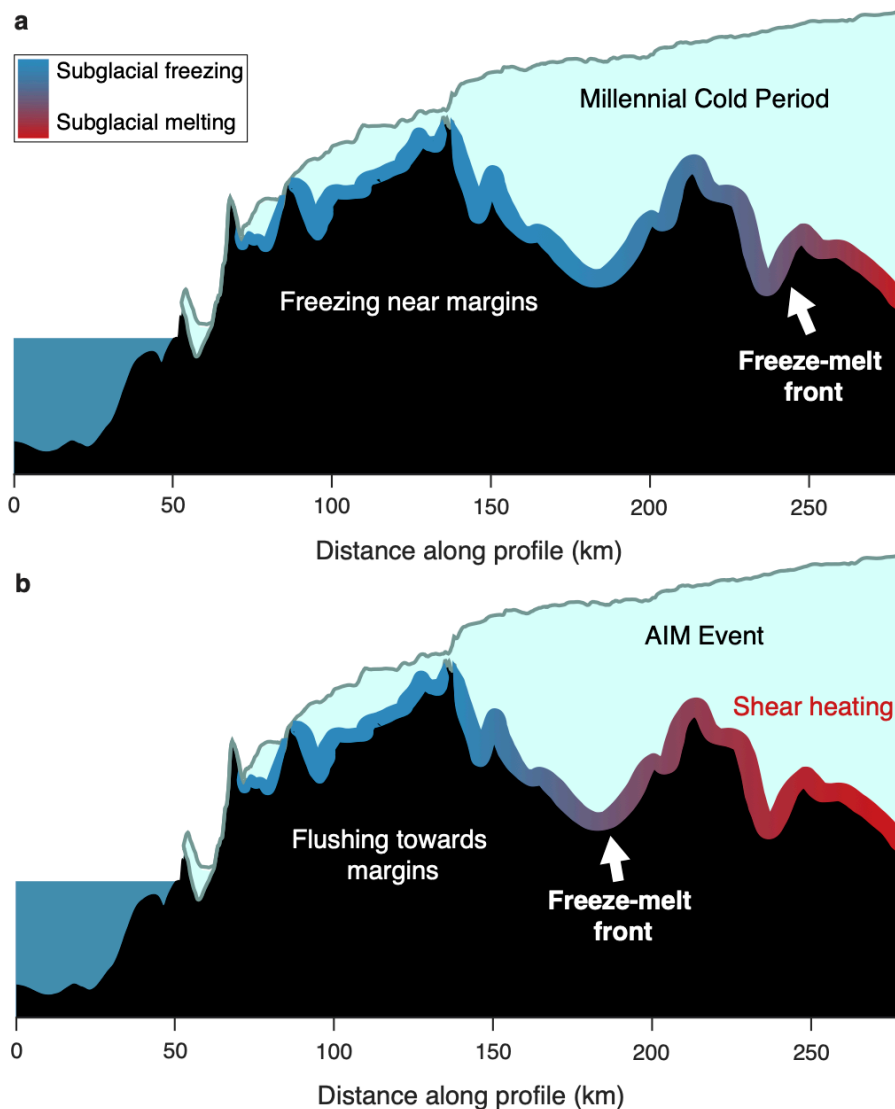 a
Subglacial freezing
Subglacial melting
Millennial Cold Period
Freezing near margins
Freeze-melt
front
0 50 100 150 200 250
Distance along profile (km)
b
AIM Event
Shear heating
Flushing towards
margins
Freeze-melt
front
0 50 100 150 200 250
Distance along profile (km)